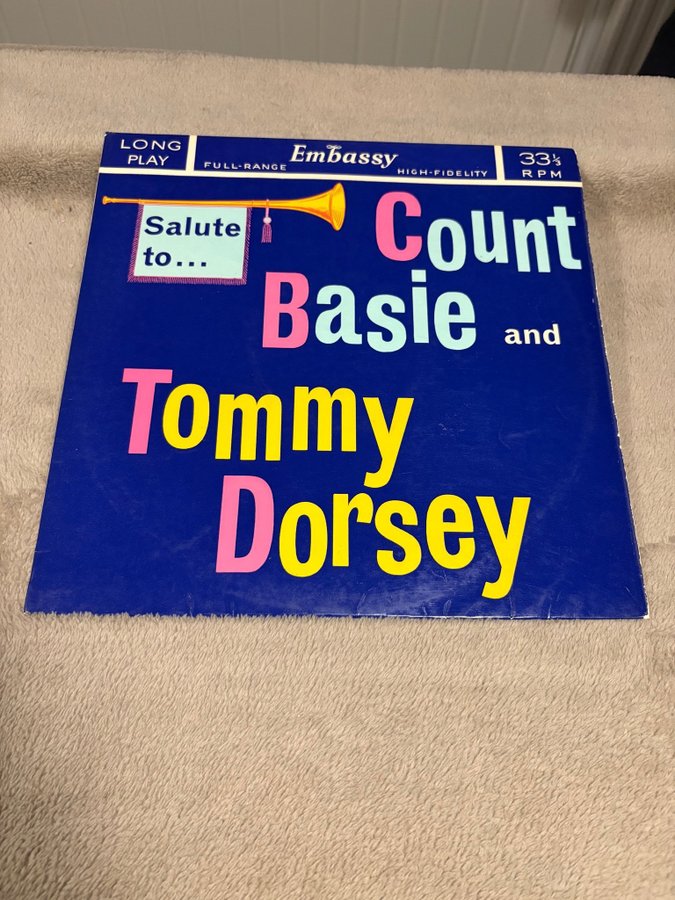 LONG
PLAY
FULL-RANGE
Embassy
HIGH-FIDELITY
33⅓
RPM
Salute
to...
Count
Basie and
Tommy
Dorsey